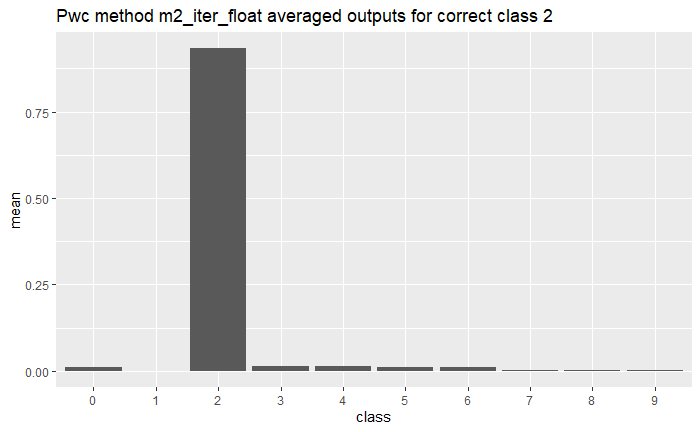 Pwc method m2_iter_float averaged outputs for correct class 2
mean
0.75
0.50
0.25
0.00
0 1 2 3 4 5 6 7 8 9
class